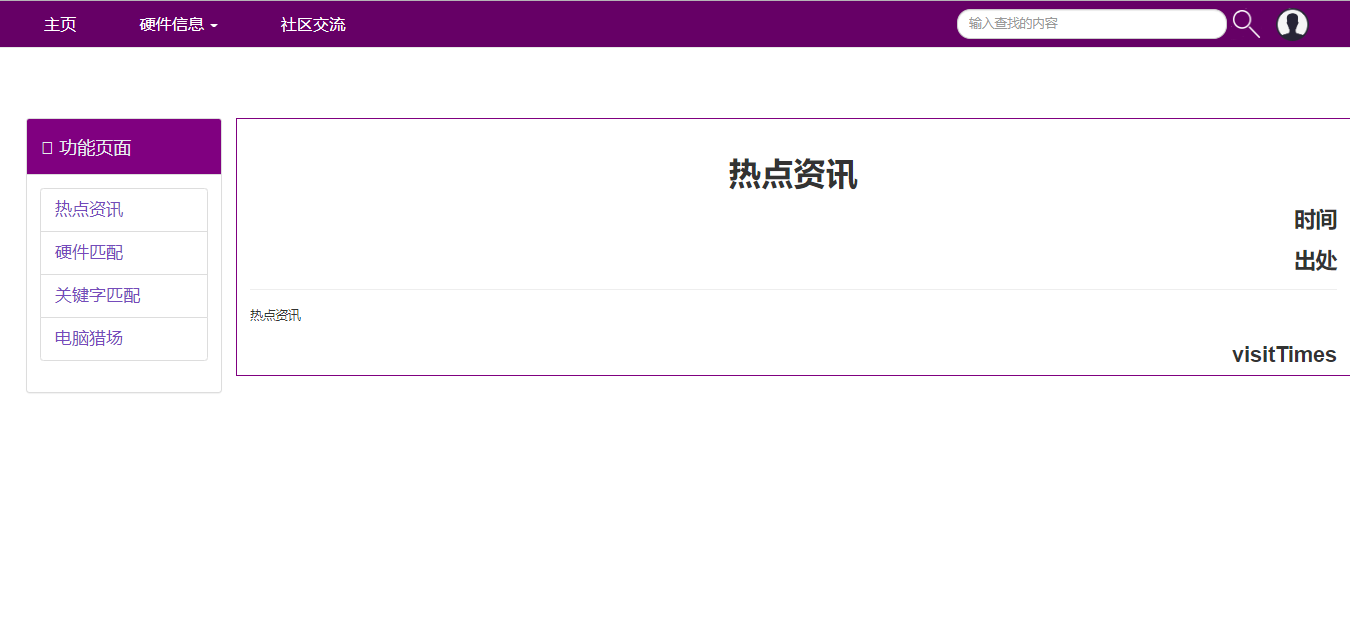 主页 硬件信息 社区交流 输入查找的内容
功能页面
热点资讯
硬件匹配
关键字匹配
电脑猎场
热点资讯
时间
出处
热点资讯
visitTimes